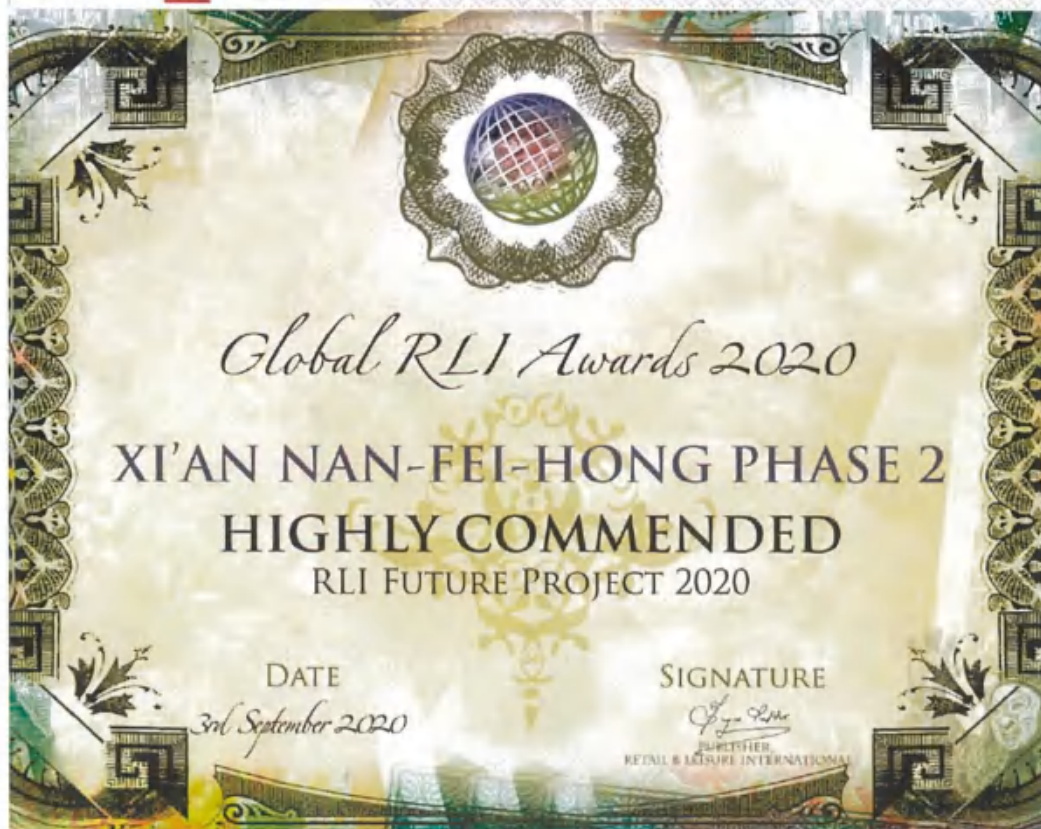 Global RLI Awards 2020
XI'AN NAN-FEI-HONG PHASE 2
HIGHLY COMMENDED
RLI FUTURE PROJECT 2020
DATE
3rd September 2020
SIGNATURE
PUBLISHER,
RETAIL & LEISURE INTERNATIONAL